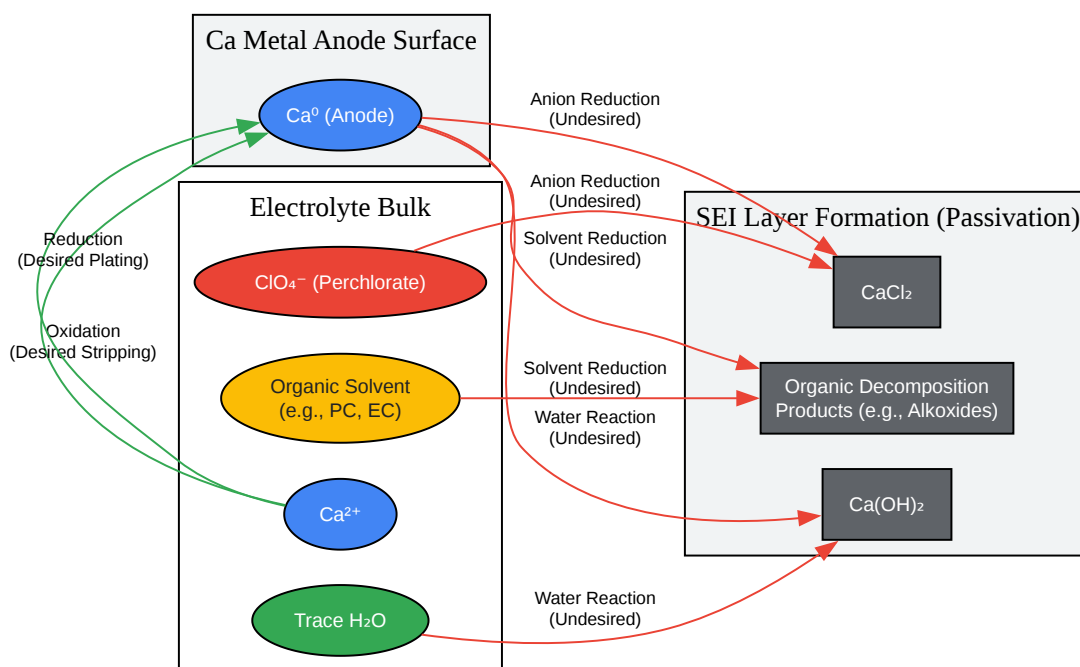 Ca Metal Anode Surface
Ca⁰ (Anode)
Electrolyte Bulk
ClO₄⁻ (Perchlorate)
Organic Solvent
(e.g., PC, EC)
Ca²⁺
Trace H₂O
Reduction
(Desired Plating)
Oxidation
(Desired Stripping)
Anion Reduction
(Undesired)
Anion Reduction
(Undesired)
Solvent Reduction
(Undesired)
Solvent Reduction
(Undesired)
Water Reaction
(Undesired)
Water Reaction
(Undesired)
SEI Layer Formation (Passivation)
CaCl₂
Organic Decomposition
Products (e.g., Alkoxides)
Ca(OH)₂